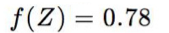 f(Z) = 0.78